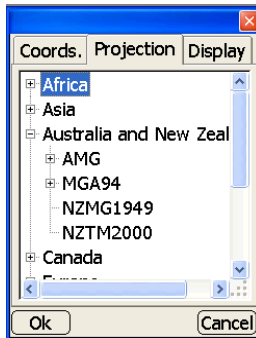 Coords. Projection Display
Africa
Asia
Australia and New Zeal
AMG
MGA94
NZMG1949
NZTM2000
Canada
Ok Cancel